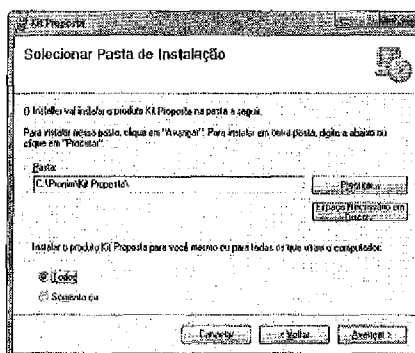 Kit Proposta
Selecionar Pasta de Instalação
O Installer vai instalar o produto Kit Proposta na pasta a seguir.
Para instalar nessa pasta, clique em "Avançar". Para instalar em outra pasta, digite-a abaixo ou
clique em "Procurar".
Pasta:
C:\Pronim\Kit Proposta\
Procurar...
Espaço Necessário em
Disco...
Instalar o produto Kit Proposta para você mesmo ou para todos os que usam o computador:
Todos
Somente eu
Cancelar
< Voltar
Avançar >